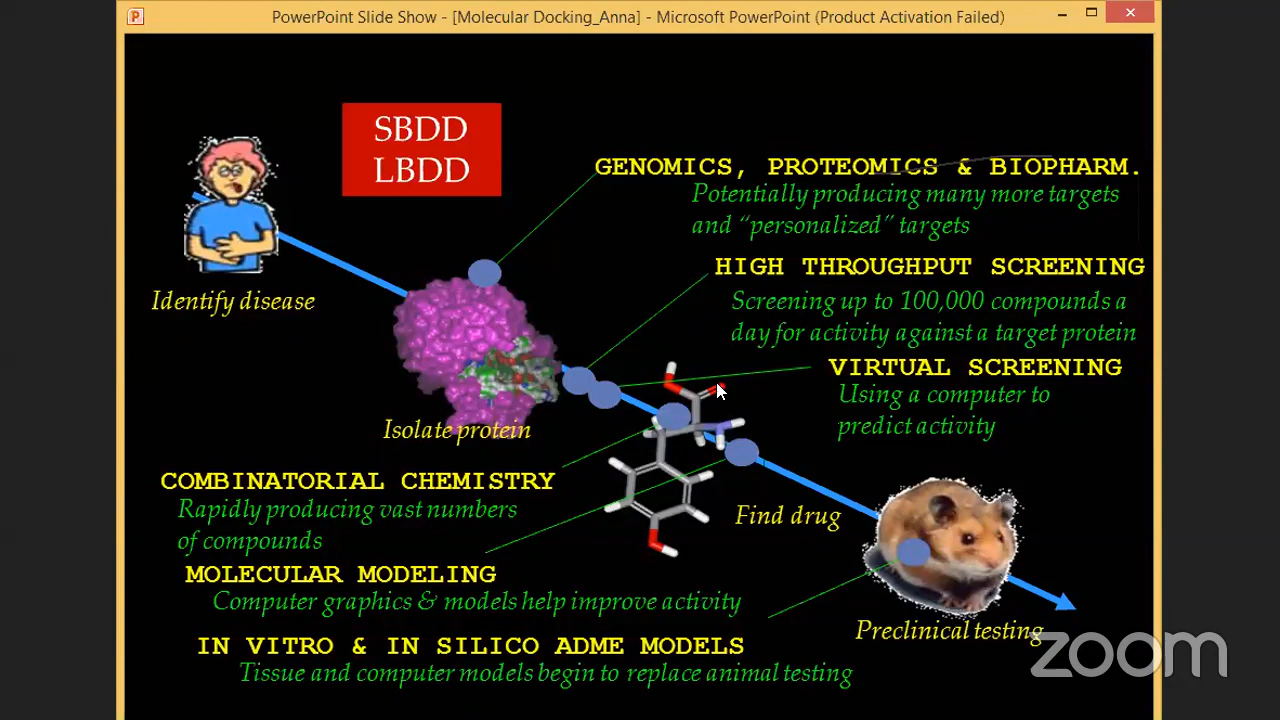 PowerPoint Slide Show - [Molecular Docking_Anna] - Microsoft PowerPoint (Product Activation Failed)
SBDD
LBDD
GENOMICS, PROTEOMICS & BIOPHARM.
Potentially producing many more targets
and “personalized” targets
HIGH THROUGHPUT SCREENING
Identify disease
Screening up to 100,000 compounds a
day for activity against a target protein
VIRTUAL SCREENING
Using a computer to
predict activity
Isolate protein
COMBINATORIAL CHEMISTRY
Rapidly producing vast numbers
of compounds
Find drug
MOLECULAR MODELING
Computer graphics & models help improve activity
Preclinical testing
IN VITRO & IN SILICO ADME MODELS
Tissue and computer models begin to replace animal testing
zoom